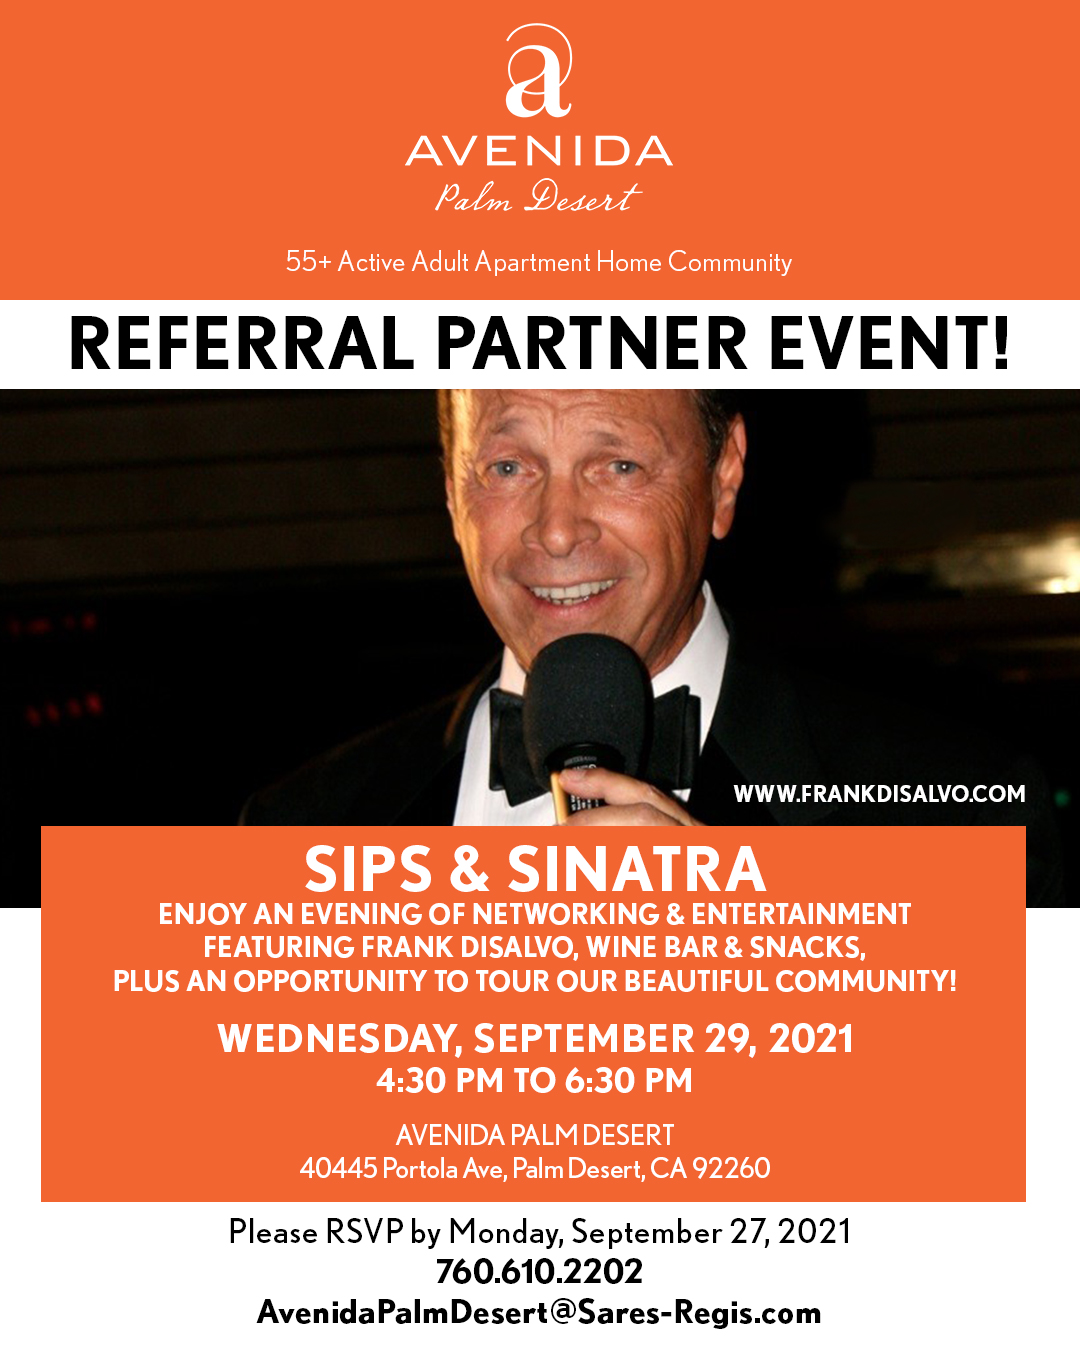 a
AVENIDA
Palm Desert
55+ Active Adult Apartment Home Community
REFERRAL PARTNER EVENT!
WWW.FRANKDISALVO.COM
SIPS & SINATRA
ENJOY AN EVENING OF NETWORKING & ENTERTAINMENT
FEATURING FRANK DISALVO, WINE BAR & SNACKS,
PLUS AN OPPORTUNITY TO TOUR OUR BEAUTIFUL COMMUNITY!
WEDNESDAY, SEPTEMBER 29, 2021
4:30 PM TO 6:30 PM
AVENIDA PALM DESERT
40445 Portola Ave, Palm Desert, CA 92260
Please RSVP by Monday, September 27, 2021
760.610.2202
AvenidaPalmDesert@Sares-Regis.com